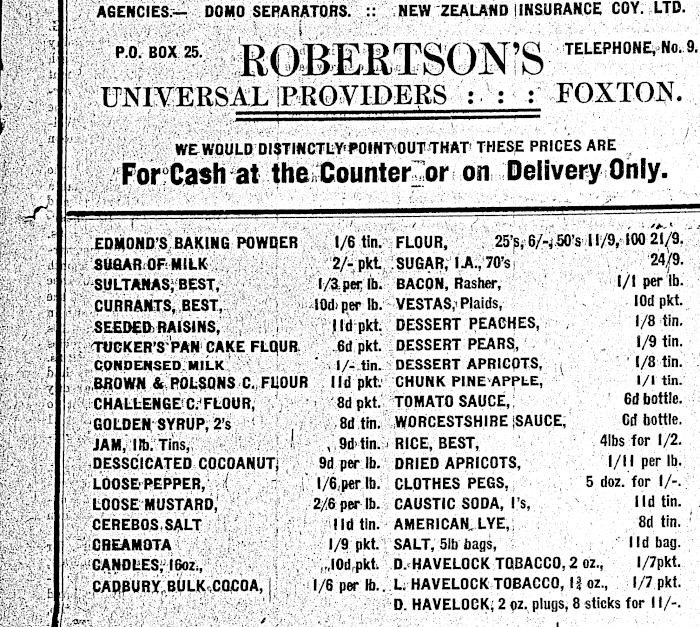 AGENCIES.— DOMO SEPARATORS. :: NEW ZEALAND INSURANCE COY. LTD.
P.O. BOX 25. ROBERTSON'S TELEPHONE, No. 9.
UNIVERSAL PROVIDERS : : : FOXTON.
WE WOULD DISTINCTLY POINT OUT THAT THESE PRICES ARE
For Cash at the Counter or on Delivery Only.
EDMOND'S BAKING POWDER 1/6 tin.
SUGAR OF MILK 2/- pkt.
SULTANAS, BEST, 1/3 per lb.
CURRANTS, BEST, 10d per lb.
SEEDED RAISINS, 11d pkt.
TUCKER'S PAN CAKE FLOUR 6d pkt.
CONDENSED MILK 1/- tin.
BROWN & POLSONS C. FLOUR 11d pkt.
CHALLENGE C. FLOUR, 8d pkt.
GOLDEN SYRUP, 2's 8d tin.
JAM, 1lb. Tins, 9d tin.
DESSCICATED COCOANUT, 9d per lb.
LOOSE PEPPER, 1/6 per lb.
LOOSE MUSTARD, 2/6 per lb.
CEREBOS SALT 11d tin.
CREAMOTA 1/9 pkt.
CANDLES, 16oz., 10d pkt.
CADBURY BULK COCOA, 1/6 per lb.
FLOUR, 25's, 6/-, 50's 11/9, 100 21/9.
SUGAR, I.A., 70's 24/9.
BACON, Rasher, 1/1 per lb.
VESTAS, Plaids, 10d pkt.
DESSERT PEACHES, 1/8 tin.
DESSERT PEARS, 1/9 tin.
DESSERT APRICOTS, 1/8 tin.
CHUNK PINE APPLE, 1/1 tin.
TOMATO SAUCE, 6d bottle.
WORCESTSHIRE SAUCE, 6d bottle.
RICE, BEST, 4lbs for 1/2.
DRIED APRICOTS, 1/11 per lb.
CLOTHES PEGS, 5 doz. for 1/-.
CAUSTIC SODA, 1's, 11d tin.
AMERICAN LYE, 8d tin.
SALT, 5lb bags, 11d bag.
D. HAVELOCK TOBACCO, 2 oz., 1/7pkt.
L. HAVELOCK TOBACCO, 1¾ oz., 1/7 pkt.
D. HAVELOCK, 2 oz. plugs, 8 sticks for 11/-.